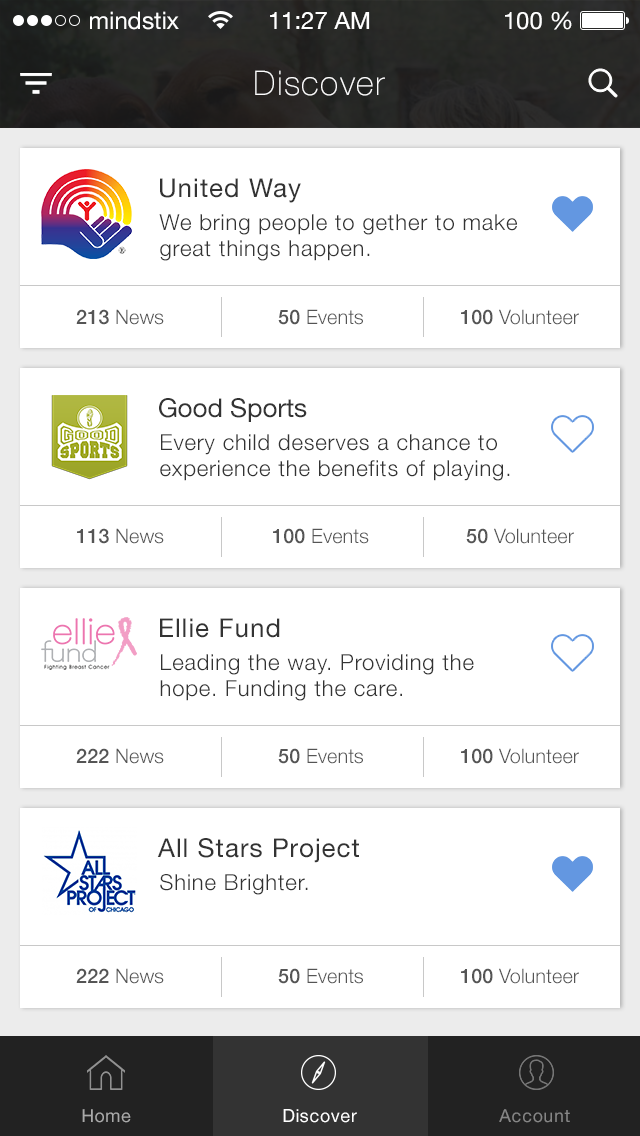 mindstix
11:27 AM
100 %
Discover
United Way
We bring people to gether to make
great things happen.
®
213 News
50 Events
100 Volunteer
GOOD
SPORTS
Good Sports
Every child deserves a chance to
experience the benefits of playing.
113 News
100 Events
50 Volunteer
ellie
fund
Fighting Breast Cancer
Ellie Fund
Leading the way. Providing the
hope. Funding the care.
222 News
50 Events
100 Volunteer
ALL
STARS
PROJECT
OF CHICAGO
All Stars Project
Shine Brighter.
222 News
50 Events
100 Volunteer
Home
Discover
Account